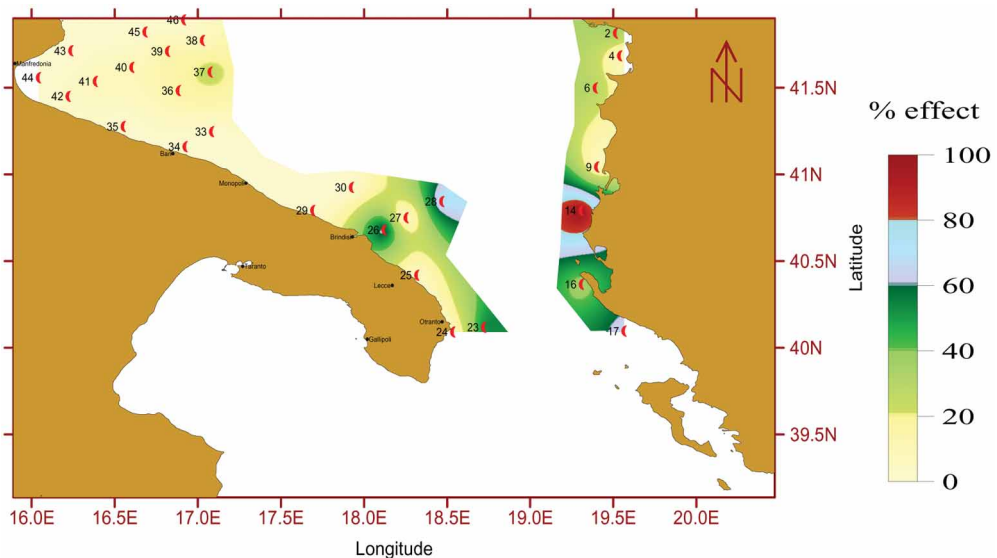 46
45
38
2
43
39
4
Manfredonia
40
37
44
41
6
41.5N
42
36
% effect
35
33
34
Bari
100
9
41N
Monopoli
30
28
29
14
27
80
26
Brindisi
40.5N
Taranto
25
Latitude
Lecce
16
60
Otranto
23
24
17
Gallipoli
40N
40
20
39.5N
0
16.0E 16.5E 17.0E 17.5E 18.0E 18.5E 19.0E 19.5E 20.0E
Longitude
N